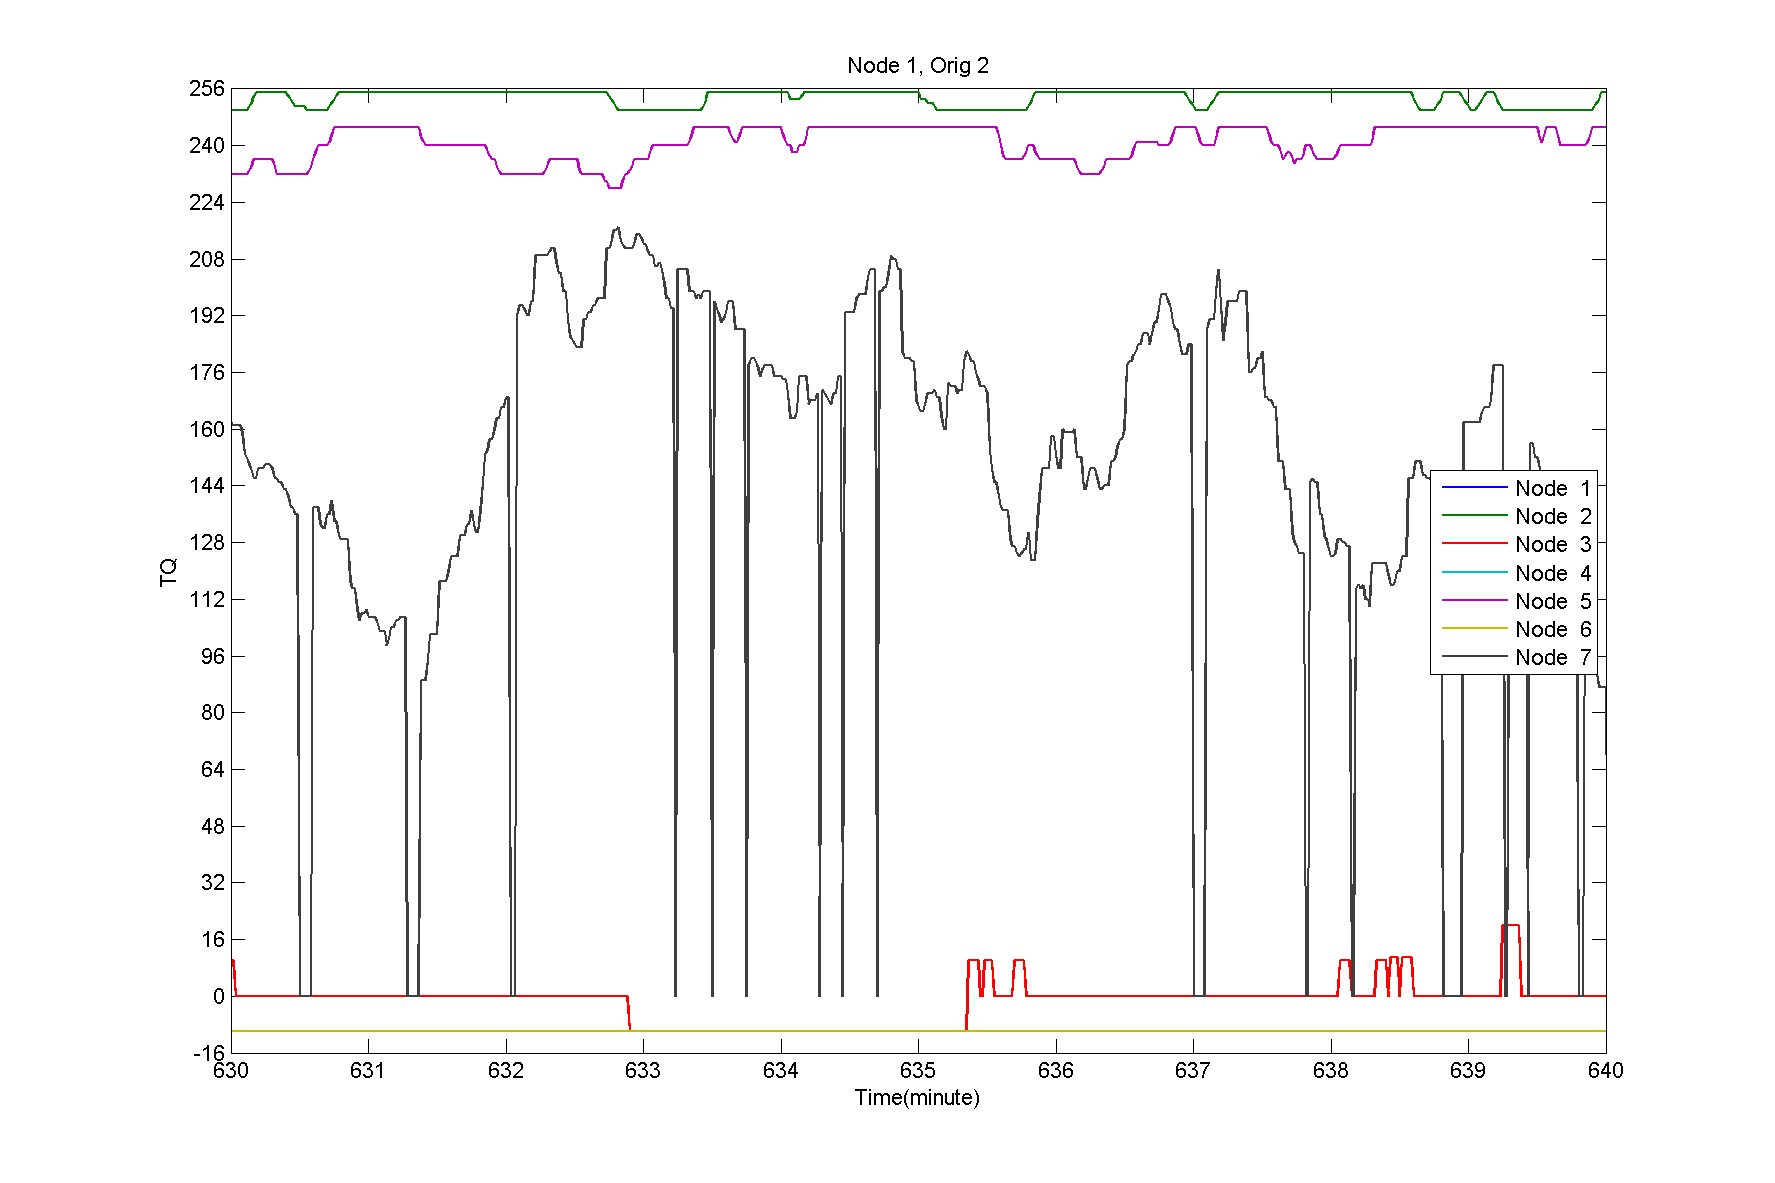 Node 1, Orig 2
256
240
224
208
192
176
160
144
128
112
96
80
64
48
32
16
0
-16
TQ
Node 1
Node 2
Node 3
Node 4
Node 5
Node 6
Node 7
630 631 632 633 634 635 636 637 638 639 640
Time(minute)